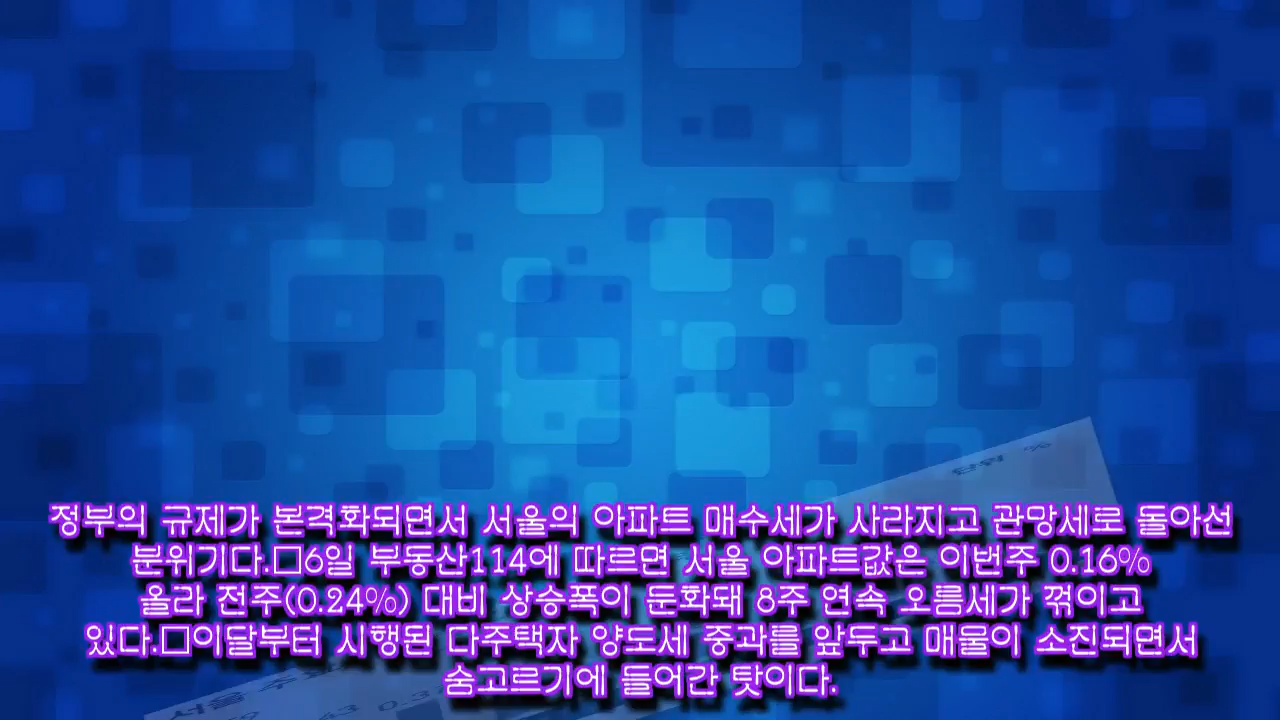 단위 %
정부의 규제가 본격화되면서 서울의 아파트 매수세가 사라지고 관망세로 돌아선
분위기다.□6일 부동산114에 따르면 서울 아파트값은 이번주 0.16%
올라 전주(0.24%) 대비 상승폭이 둔화돼 8주 연속 오름세가 꺾이고
있다.□이달부터 시행된 다주택자 양도세 중과를 앞두고 매물이 소진되면서
숨고르기에 들어간 탓이다.